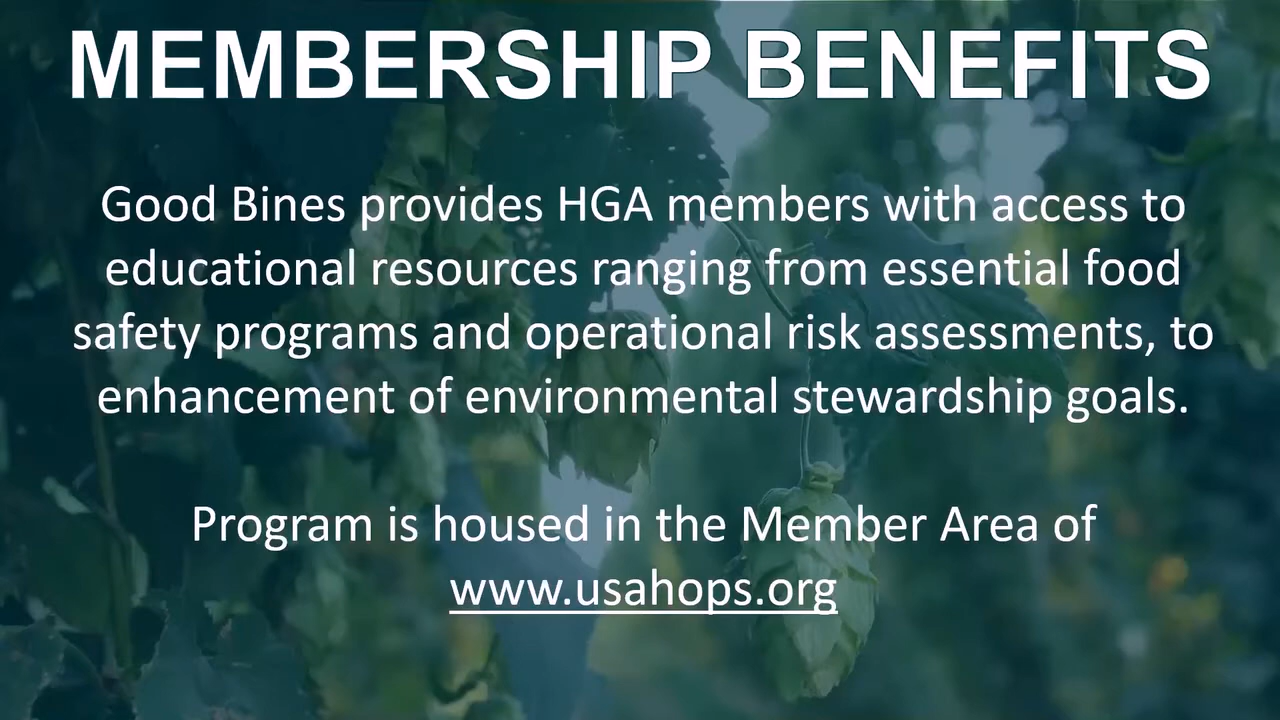 MEMBERSHIP BENEFITS
Good Bines provides HGA members with access to
educational resources ranging from essential food
safety programs and operational risk assessments, to
enhancement of environmental stewardship goals.
Program is housed in the Member Area of
www.usahops.org